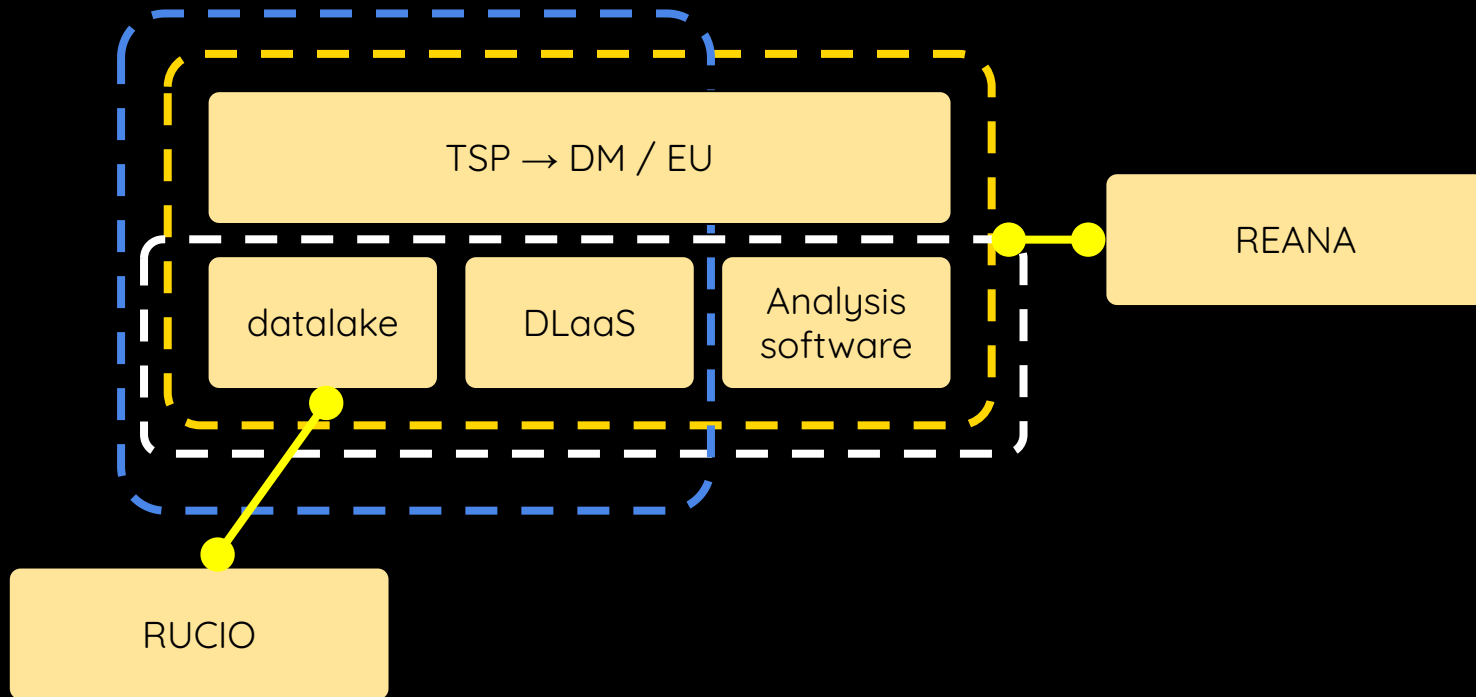 TSP → DM / EU
REANA
datalake
DLaaS
Analysis
software
RUCIO